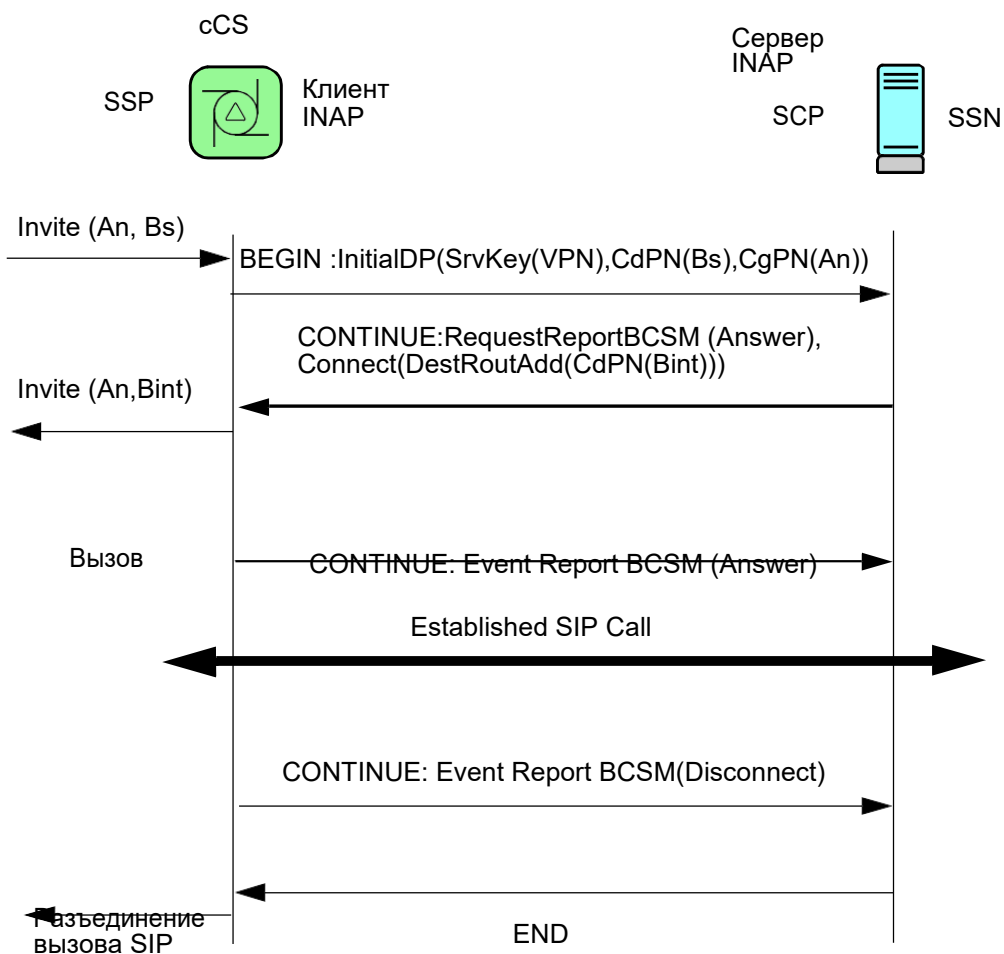 cCS
SSP
Клиент
INAP
Сервер
INAP
SCP
SSN
Invite (An, Bs)
BEGIN :InitialDP(SrvKey(VPN),CdPN(Bs),CgPN(An))
CONTINUE:RequestReportBCSM (Answer),
Connect(DestRoutAdd(CdPN(Bint)))
Invite (An,Bint)
Вызов
CONTINUE: Event Report BCSM (Answer)
Established SIP Call
CONTINUE: Event Report BCSM(Disconnect)
Разъединение
вызова SIP
END